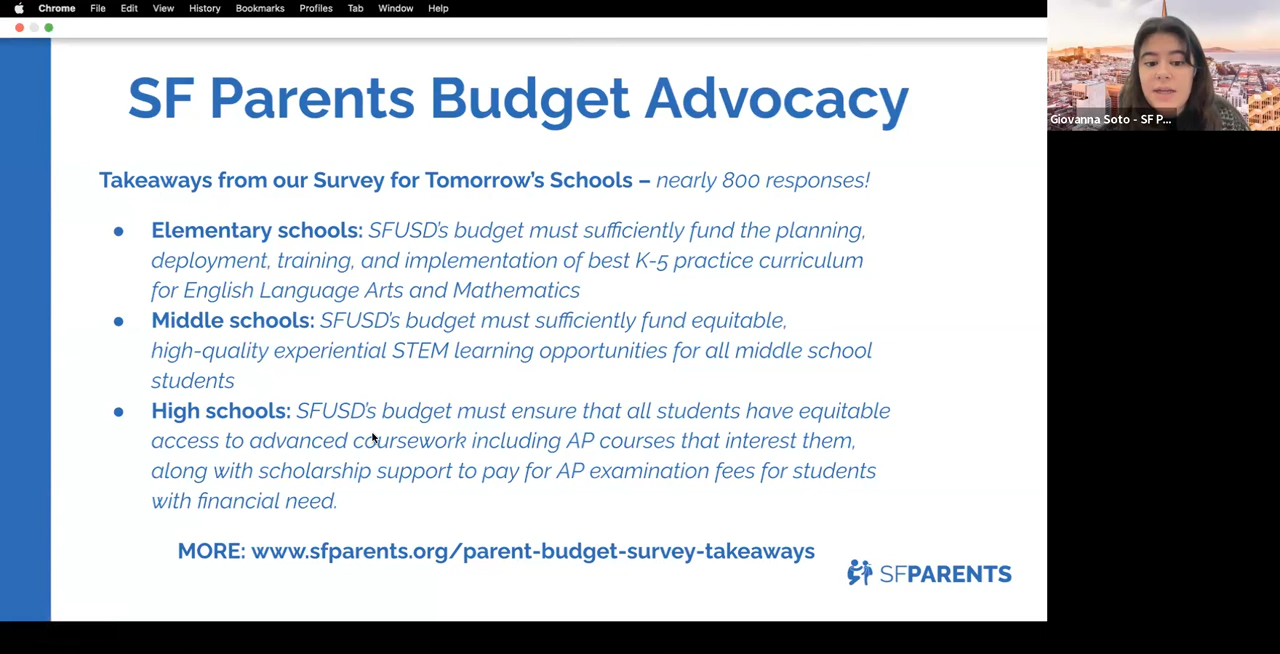 Chrome File Edit View History Bookmarks Profiles Tab Window Help
SF Parents Budget Advocacy
Giovanna Soto - SF P...
Takeaways from our Survey for Tomorrow's Schools – nearly 800 responses!
● Elementary schools: SFUSD's budget must sufficiently fund the planning,
deployment, training, and implementation of best K-5 practice curriculum
for English Language Arts and Mathematics
● Middle schools: SFUSD's budget must sufficiently fund equitable,
high-quality experiential STEM learning opportunities for all middle school
students
● High schools: SFUSD's budget must ensure that all students have equitable
access to advanced coursework including AP courses that interest them,
along with scholarship support to pay for AP examination fees for students
with financial need.
MORE: www.sfparents.org/parent-budget-survey-takeaways
SFPARENTS